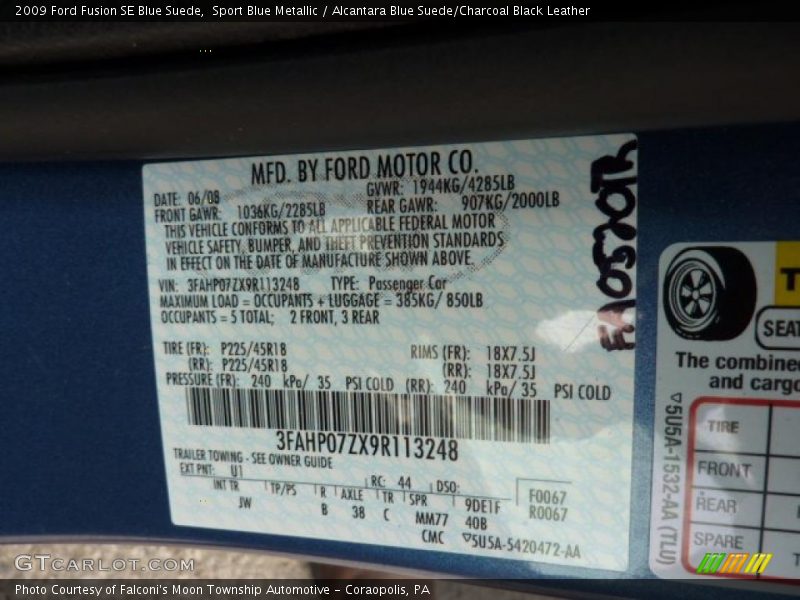 2009 Ford Fusion SE Blue Suede,  Sport Blue Metallic / Alcantara Blue Suede/Charcoal Black Leather
MFD. BY FORD MOTOR CO.
DATE: 06/08 GVWR: 1944KG/4285LB
FRONT GAWR: 1036KG/2285LB REAR GAWR: 907KG/2000LB
THIS VEHICLE CONFORMS TO ALL APPLICABLE FEDERAL MOTOR
VEHICLE SAFETY, BUMPER, AND THEFT PREVENTION STANDARDS
IN EFFECT ON THE DATE OF MANUFACTURE SHOWN ABOVE.
VIN: 3FAHP07ZX9R113248 TYPE: Passenger Car
MAXIMUM LOAD = OCCUPANTS + LUGGAGE = 385KG/ 850LB
OCCUPANTS = 5 TOTAL; 2 FRONT, 3 REAR
TIRE (FR): P225/45R18 RIMS (FR): 18X7.5J
(RR): P225/45R18 (RR): 18X7.5J
PRESSURE (FR): 240 kPa/ 35 PSI COLD (RR): 240 kPa/ 35 PSI COLD
3FAHP07ZX9R113248
TRAILER TOWING - SEE OWNER GUIDE
EXT PNT: U1 RC: 44 DSO:
INT TR TP/PS R AXLE TR SPR 9DE1F F0067
JW B 38 C MM77 40B R0067
CMC ▽5U5A-5420472-AA
SEAT
The combine
and cargo
TIRE
FRONT
REAR
SPARE
▽5U5A-1532-AA (TLU)
GTCARLOT.COM
Photo Courtesy of Falconi's Moon Township Automotive - Coraopolis, PA